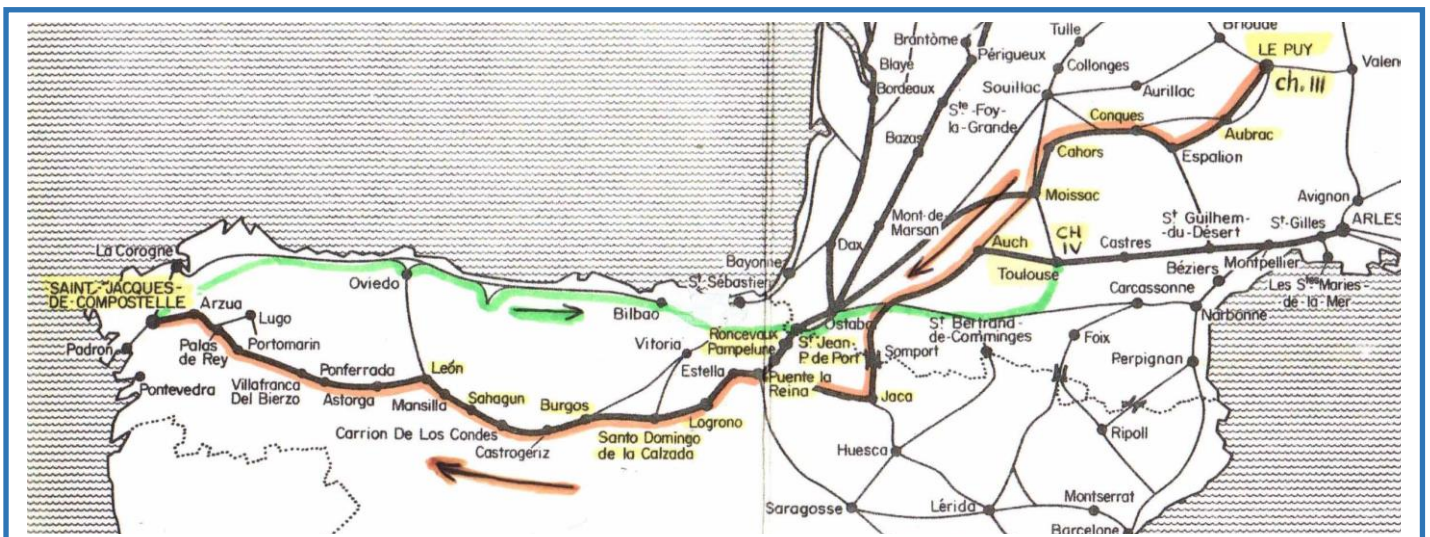 Brioude
Tulle
Brantôme
LE PUY
Périgueux
Collonges
Valen
Blaye
ch. III
Souillac
Aurillac
Bordeaux
Ste-Foy-
la-Grande
Conques
Aubrac
Bazas
Cahors
Espalion
Moissac
Avignon
Mont-de-
Marsan
St Guilhem-
du-Désert
St-Gilles
ARLES
CH
IV
Dax
Auch
Castres
La Corogne
Bayonne
Toulouse
Béziers
Montpellier
SAINT-JACQUES-
DE-COMPOSTELLE
Oviedo
St Sébastien
Carcassonne
Les Stes Maries-
de-la-Mer
Arzua
Bilbao
Narbonne
Lugo
Roncevaux
Ostabat
St Bertrand-
de-Comminges
Foix
Padron
Palas
de Rey
Portomarin
Vitoria
Pampelune
St Jean-
P. de Port
Somport
Perpignan
Pontevedra
Villafranca
Del Bierzo
Ponferrada
León
Estella
Puente la
Reina
Astorga
Mansilla
Sahagun
Burgos
Jaca
Logrono
Ripoll
Carrion De Los Condes
Santo Domingo
de la Calzada
Castrogeriz
Huesca
Montserrat
Saragosse
Lérida
Barcelone